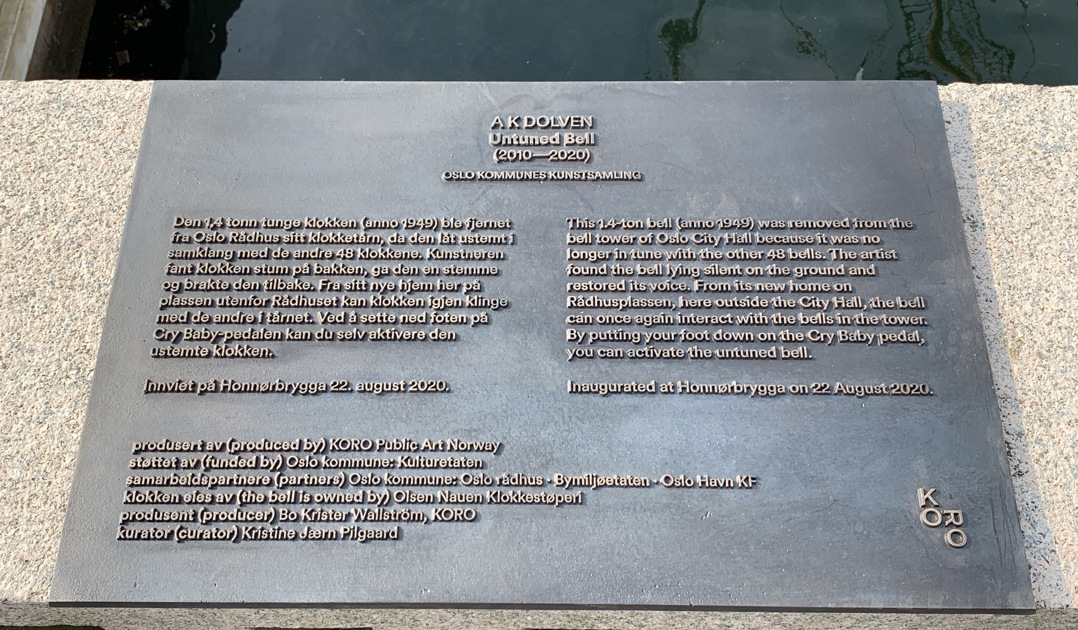 A K DOLVEN
Untuned Bell
(2010—2020)
OSLO KOMMUNES KUNSTSAMLING
Den 1,4 tonn tunge klokken (anno 1949) ble fjernet
fra Oslo Rådhus sitt klokketårn, da den låt ustemt i
samklang med de andre 48 klokkene. Kunstneren
fant klokken stum på bakken, ga den en stemme
og brakte den tilbake. Fra sitt nye hjem her på
plassen utenfor Rådhuset kan klokken igjen klinge
med de andre i tårnet. Ved å sette ned foten på
Cry Baby-pedalen kan du selv aktivere den
ustemte klokken.
Innviet på Honnørbrygga 22. august 2020.
This 1.4-ton bell (anno 1949) was removed from the
bell tower of Oslo City Hall because it was no
longer in tune with the other 48 bells. The artist
found the bell lying silent on the ground and
restored its voice. From its new home on
Rådhusplassen, here outside the City Hall, the bell
can once again interact with the bells in the tower.
By putting your foot down on the Cry Baby pedal,
you can activate the untuned bell.
Inaugurated at Honnørbrygga on 22 August 2020.
produsert av (produced by) KORO Public Art Norway
støttet av (funded by) Oslo kommune: Kulturetaten
samarbeidspartnere (partners) Oslo kommune: Oslo rådhus · Bymiljøetaten · Oslo Havn KF
klokken eies av (the bell is owned by) Olsen Nauen Klokkestøperi
produsent (producer) Bo Krister Wallström, KORO
kurator (curator) Kristine Jærn Pilgaard
KORO